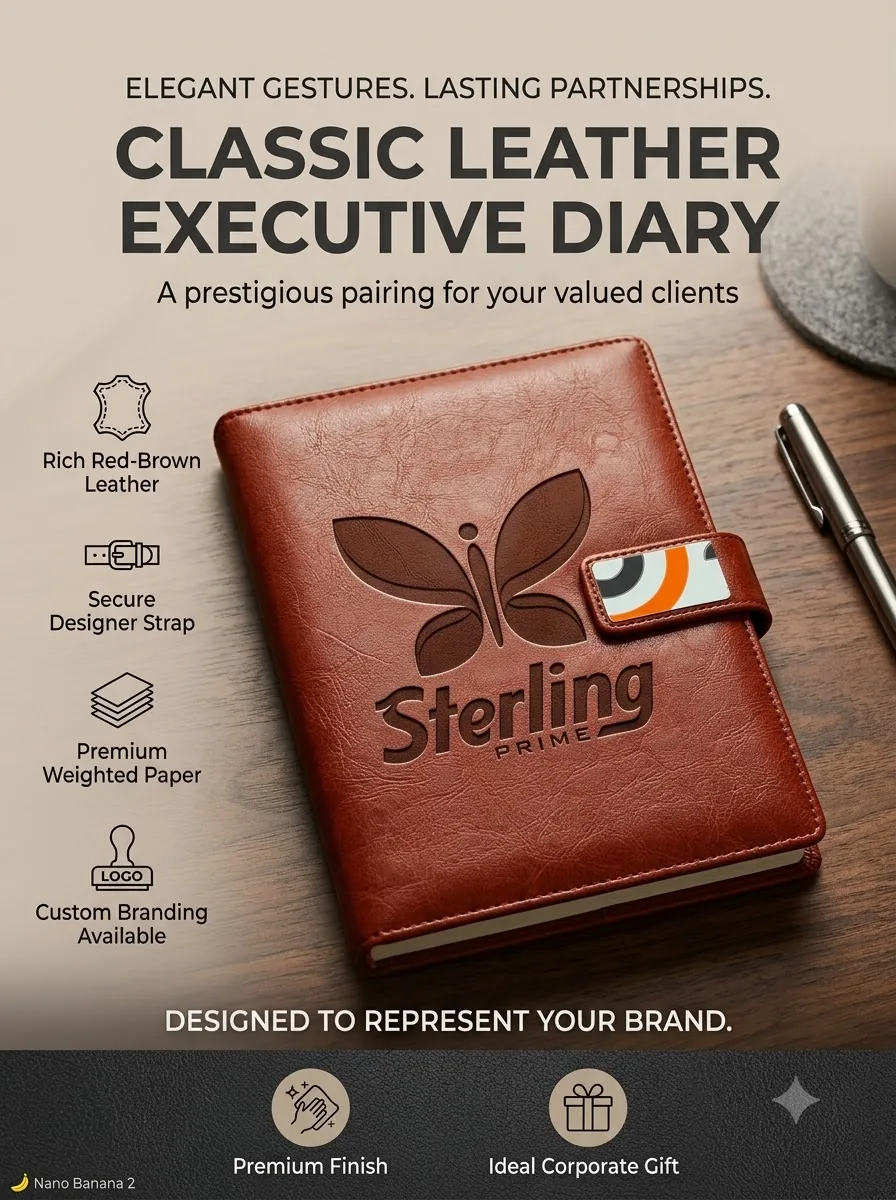 ELEGANT GESTURES. LASTING PARTNERSHIPS.
CLASSIC LEATHER
EXECUTIVE DIARY
A prestigious pairing for your valued clients
Rich Red-Brown
Leather
Secure
Designer Strap
Premium
Weighted Paper
LOGO
Custom Branding
Available
Sterling
PRIME
DESIGNED TO REPRESENT YOUR BRAND.
Premium Finish
Ideal Corporate Gift
Nano Banana 2